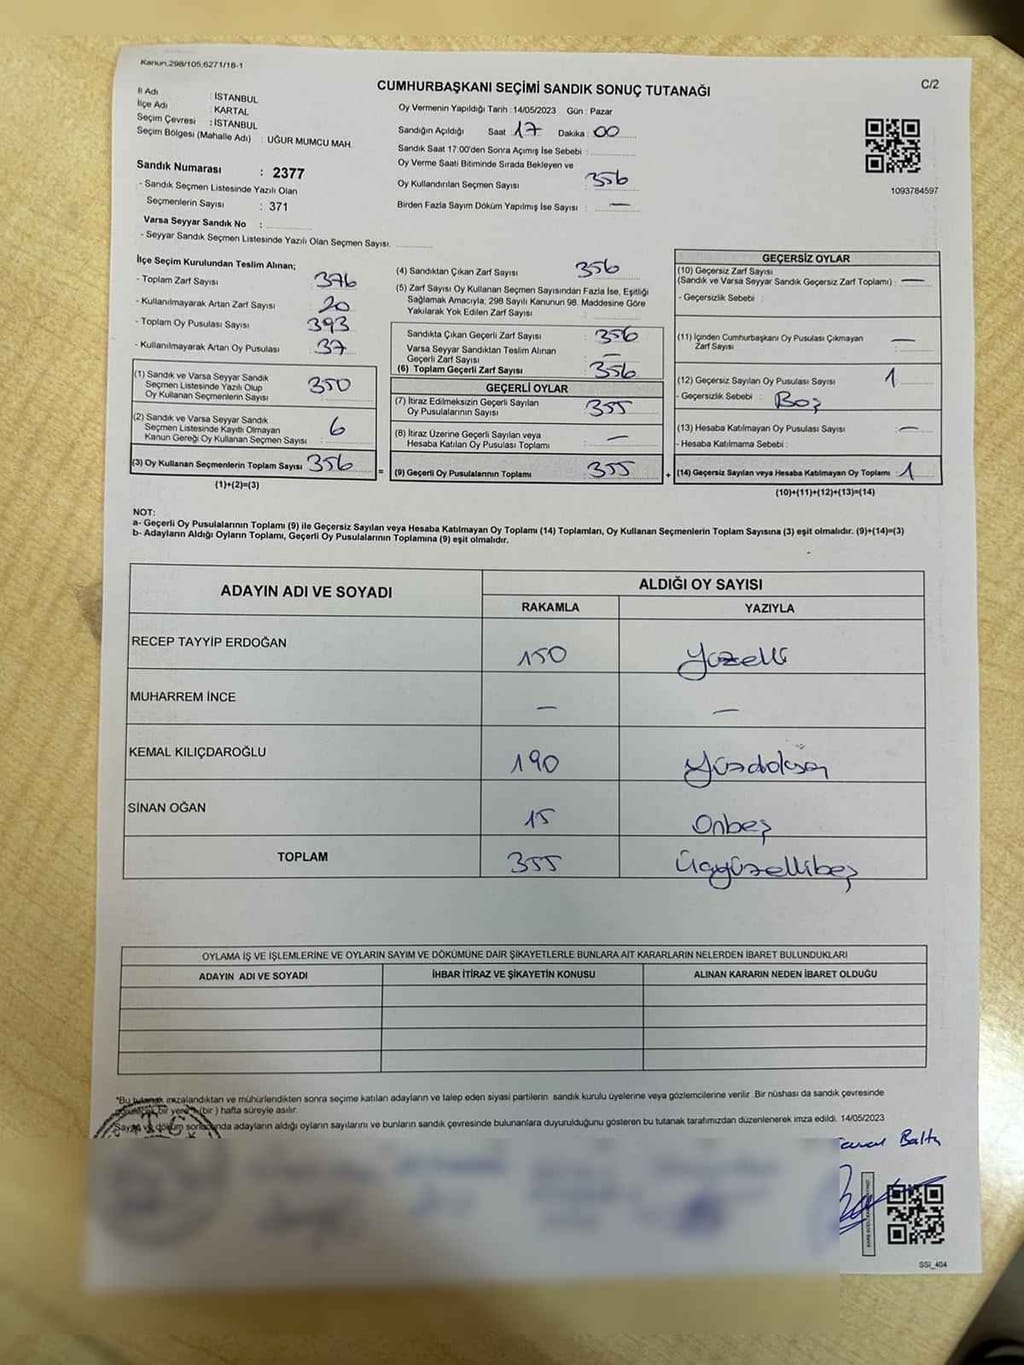 Kanun.298/105,6271/18-1
CUMHURBAŞKANI SEÇİMİ SANDIK SONUÇ TUTANAĞI
C/2
İl Adı : İSTANBUL
İlçe Adı : KARTAL
Seçim Çevresi : İSTANBUL
Seçim Bölgesi (Mahalle Adı) : UĞUR MUMCU MAH.
Sandık Numarası : 2377
- Sandık Seçmen Listesinde Yazılı Olan
Seçmenlerin Sayısı : 371
Varsa Seyyar Sandık No :
- Seyyar Sandık Seçmen Listesinde Yazılı Olan Seçmen Sayısı:
Oy Vermenin Yapıldığı Tarih : 14/05/2023 Gün : Pazar
Sandığın Açıldığı Saat 17 Dakika : 00
Sandık Saat 17:00'den Sonra Açımış İse Sebebi :
Oy Verme Saati Bitiminde Sırada Bekleyen ve
Oy Kullandırılan Seçmen Sayısı 356
Birden Fazla Sayım Döküm Yapılmış İse Sayısı : —
1093784597
İlçe Seçim Kurulundan Teslim Alınan;
- Toplam Zarf Sayısı 376
- Kullanılmayarak Artan Zarf Sayısı 20
- Toplam Oy Pusulası Sayısı 393
- Kullanılmayarak Artan Oy Pusulası 37
(1) Sandık ve Varsa Seyyar Sandık
Seçmen Listesinde Yazılı Olup
Oy Kullanan Seçmenlerin Sayısı 350
(2) Sandık ve Varsa Seyyar Sandık
Seçmen Listesinde Kayıtlı Olmayan
Kanun Gereği Oy Kullanan Seçmen Sayısı 6
(3) Oy Kullanan Seçmenlerin Toplam Sayısı 356
(1)+(2)=(3)
(4) Sandıktan Çıkan Zarf Sayısı 356
(5) Zarf Sayısı Oy Kullanan Seçmen Sayısından Fazla İse, Eşitliği
Sağlamak Amacıyla; 298 Sayılı Kanunun 98. Maddesine Göre
Yakılarak Yok Edilen Zarf Sayısı :
Sandıkta Çıkan Geçerli Zarf Sayısı 356
Varsa Seyyar Sandıktan Teslim Alınan
Geçerli Zarf Sayısı —
(6) Toplam Geçerli Zarf Sayısı 356
GEÇERLİ OYLAR
(7) İtiraz Edilmeksizin Geçerli Sayılan
Oy Pusulalarının Sayısı 355
(8) İtiraz Üzerine Geçerli Sayılan veya
Hesaba Katılan Oy Pusulası Toplamı —
= (9) Geçerli Oy Pusulalarının Toplamı 355 +
GEÇERSİZ OYLAR
(10) Geçersiz Zarf Sayısı
(Sandık ve Varsa Seyyar Sandık Geçersiz Zarf Toplamı) : —
- Geçersizlik Sebebi :
(11) İçinden Cumhurbaşkanı Oy Pusulası Çıkmayan
Zarf Sayısı —
(12) Geçersiz Sayılan Oy Pusulası Sayısı 1
- Geçersizlik Sebebi : Boş
(13) Hesaba Katılmayan Oy Pusulası Sayısı —
- Hesaba Katılmama Sebebi :
(14) Geçersiz Sayılan veya Hesaba Katılmayan Oy Toplamı : 1
(10)+(11)+(12)+(13)=(14)
NOT:
a- Geçerli Oy Pusulalarının Toplamı (9) ile Geçersiz Sayılan veya Hesaba Katılmayan Oy Toplamı (14) Toplamları, Oy Kullanan Seçmenlerin Toplam Sayısına (3) eşit olmalıdır. (9)+(14)=(3)
b- Adayların Aldığı Oyların Toplamı, Geçerli Oy Pusulalarının Toplamına (9) eşit olmalıdır.
ADAYIN ADI VE SOYADI
ALDIĞI OY SAYISI
RAKAMLA YAZIYLA
RECEP TAYYİP ERDOĞAN 150 Yüzelli
MUHARREM İNCE — —
KEMAL KILIÇDAROĞLU 190 Yüzdoksan
SİNAN OĞAN 15 Onbeş
TOPLAM 355 Üçyüzellibeş
OYLAMA İŞ VE İŞLEMLERİNE VE OYLARIN SAYIM VE DÖKÜMÜNE DAİR ŞİKAYETLERLE BUNLARA AİT KARARLARIN NELERDEN İBARET BULUNDUKLARI
ADAYIN ADI VE SOYADI İHBAR İTİRAZ VE ŞİKAYETİN KONUSU ALINAN KARARIN NEDEN İBARET OLDUĞU
*Bu tutanak imzalandıktan ve mühürlendikten sonra seçime katılan adayların ve talep eden siyasi partilerin sandık kurulu üyelerine veya gözlemcilerine verilir. Bir nüshası da sandık çevresinde
bir yere 1 (bir ) hafta süreyle asılır.
Sayım ve döküm sonucunda adayların aldığı oyların sayılarını ve bunların sandık çevresinde bulunanlara duyurulduğunu gösteren bu tutanak tarafımızdan düzenlenerek imza edildi. 14/05/2023
T.C.
SSİ_404